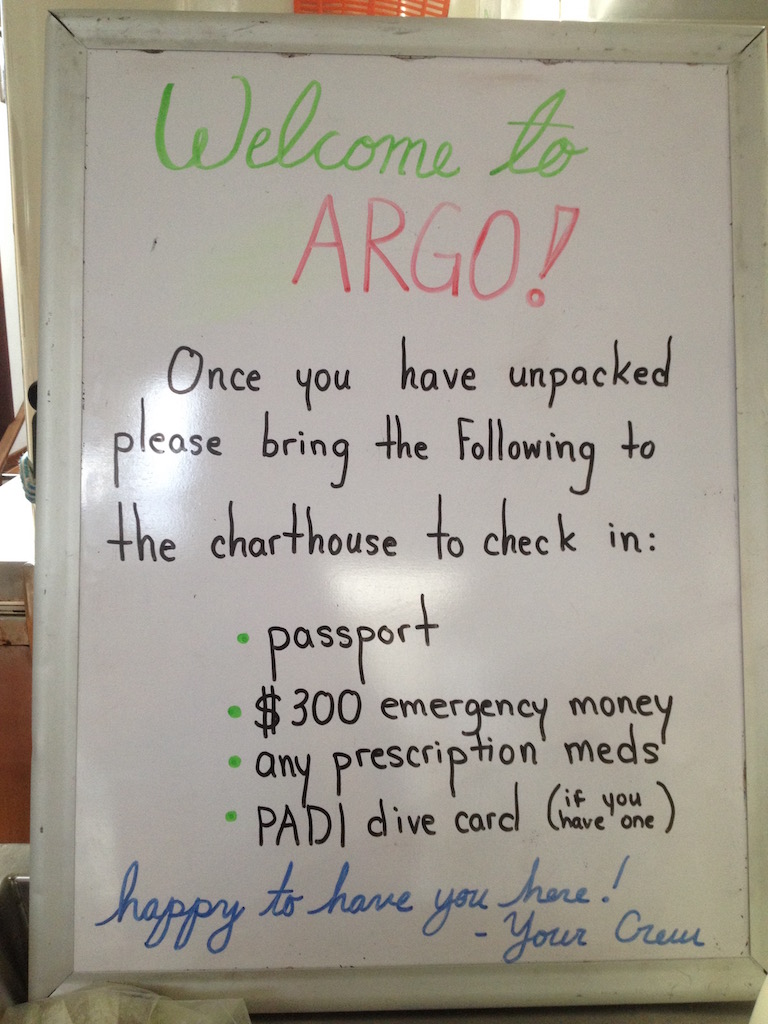 Welcome to
ARGO!
Once you have unpacked
please bring the Following to
the charthouse to check in:
• passport
• $300 emergency money
• any prescription meds
• PADI dive card (if you have one)
happy to have you here!
- Your Crew